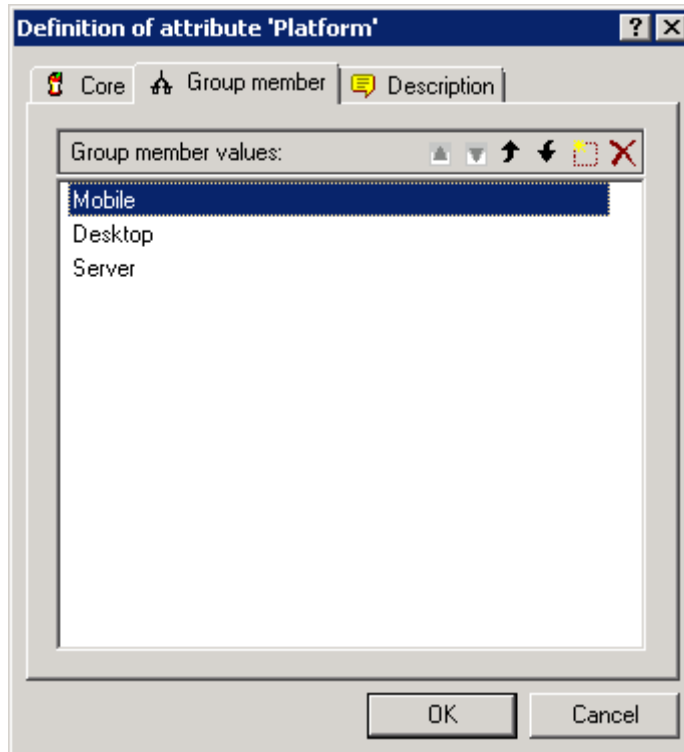 Definition of attribute 'Platform'
Core Group member Description
Group member values:
Mobile
Desktop
Server
OK Cancel